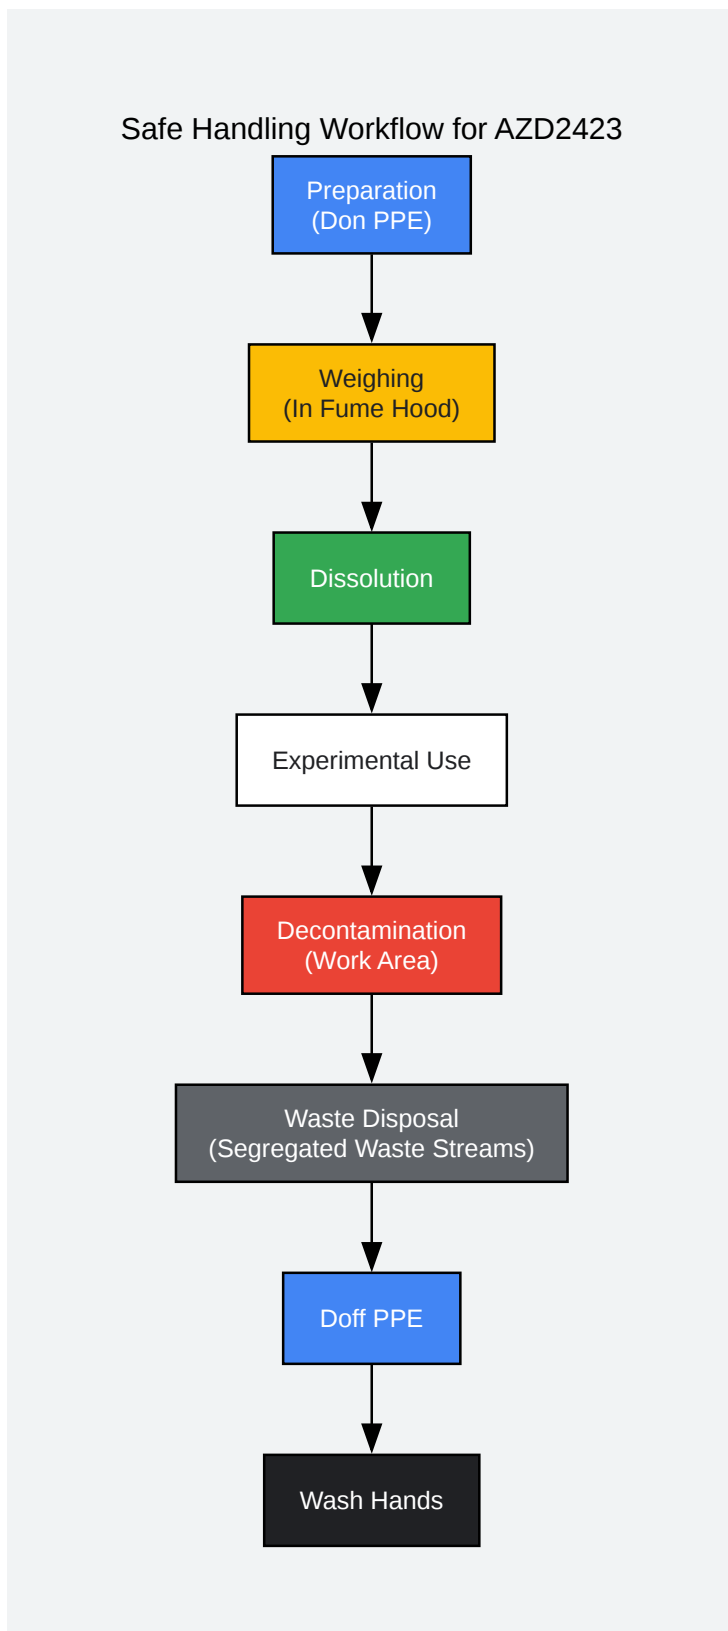 Safe Handling Workflow for AZD2423
Preparation
(Don PPE)
Weighing
(In Fume Hood)
Dissolution
Experimental Use
Decontamination
(Work Area)
Waste Disposal
(Segregated Waste Streams)
Doff PPE
Wash Hands